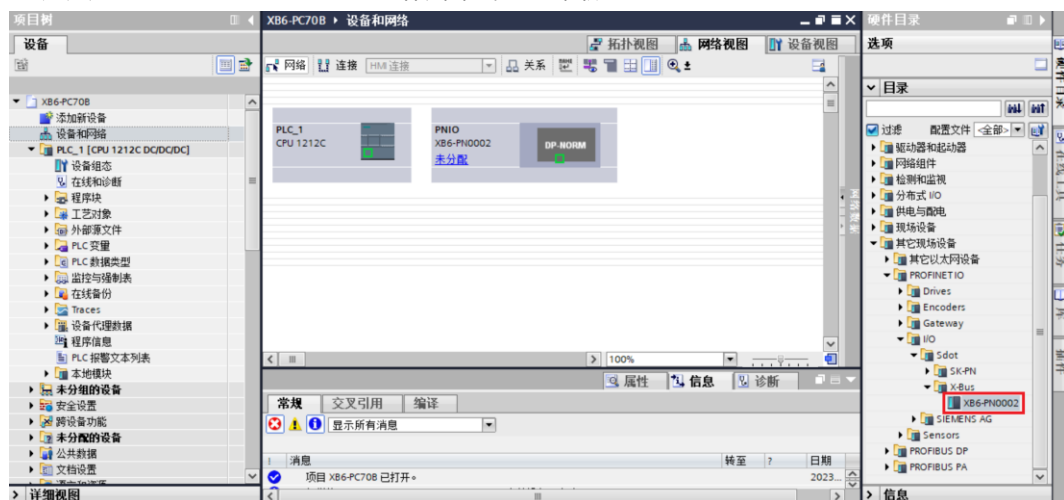 项目树
XB6-PC70B ▸ 设备和网络
硬件目录
设备
拓扑视图
网络视图
设备视图
选项
网络
连接
HMI 连接
关系
目录
过滤
配置文件
<全部>
XB6-PC70B
添加新设备
设备和网络
PLC_1 [CPU 1212C DC/DC/DC]
设备组态
在线和诊断
程序块
工艺对象
外部源文件
PLC 变量
PLC 数据类型
监控与强制表
在线备份
Traces
设备代理数据
程序信息
PLC 报警文本列表
本地模块
未分组的设备
安全设置
跨设备功能
未分配的设备
公共数据
文档设置
详细视图
PLC_1
CPU 1212C
PNIO
XB6-PN0002
未分配
DP-NORM
100%
属性
信息
诊断
常规
交叉引用
编译
显示所有消息
!
消息
转至
?
日期
项目 XB6-PC70B 已打开。
2023...
驱动器和起动器
网络组件
检测和监视
分布式 I/O
供电与配电
现场设备
其它现场设备
其它以太网设备
PROFINET IO
Drives
Encoders
Gateway
I/O
Sdot
SK-PN
X-Bus
XB6-PN0002
SIEMENS AG
Sensors
PROFIBUS DP
PROFIBUS PA
信息